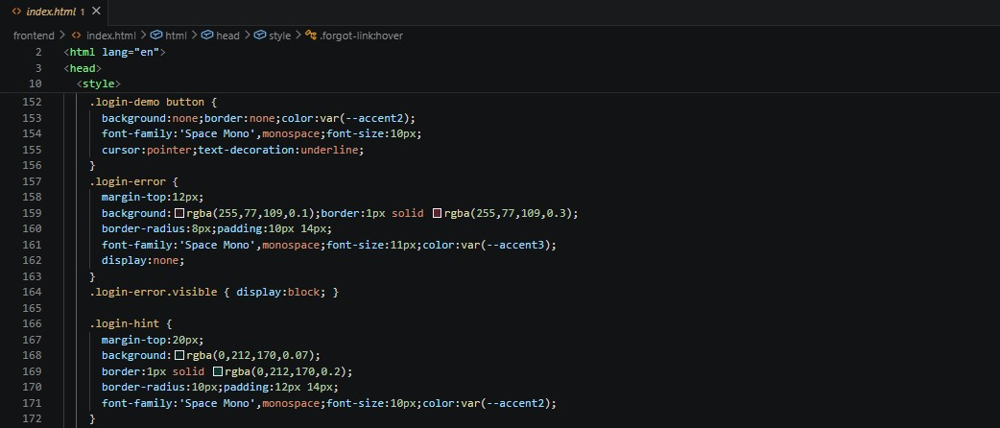 index.html 1
frontend > index.html > html > head > style > .forgot-link:hover
2 <html lang="en">
3 <head>
10 <style>
152 .login-demo button {
153 background:none;border:none;color:var(--accent2);
154 font-family:'Space Mono',monospace;font-size:10px;
155 cursor:pointer;text-decoration:underline;
156 }
157 .login-error {
158 margin-top:12px;
159 background:rgba(255,77,109,0.1);border:1px solid rgba(255,77,109,0.3);
160 border-radius:8px;padding:10px 14px;
161 font-family:'Space Mono',monospace;font-size:11px;color:var(--accent3);
162 display:none;
163 }
164 .login-error.visible { display:block; }
165
166 .login-hint {
167 margin-top:20px;
168 background:rgba(0,212,170,0.07);
169 border:1px solid rgba(0,212,170,0.2);
170 border-radius:10px;padding:12px 14px;
171 font-family:'Space Mono',monospace;font-size:10px;color:var(--accent2);
172 }